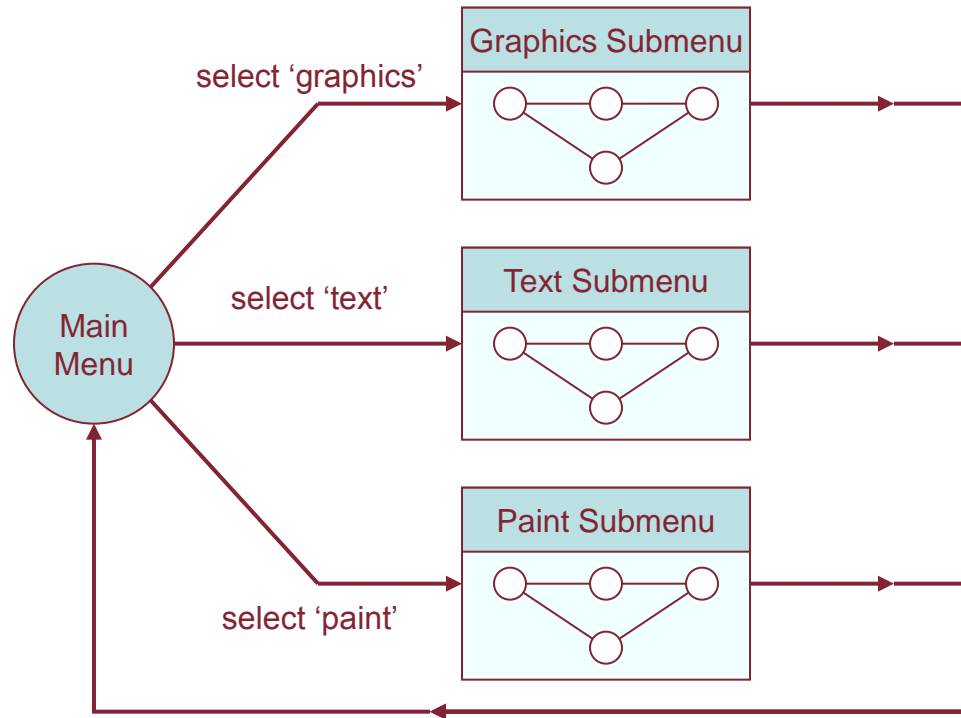 Graphics Submenu
select ‘graphics’
Text Submenu
select ‘text’
Main
Menu
Paint Submenu
select ‘paint’